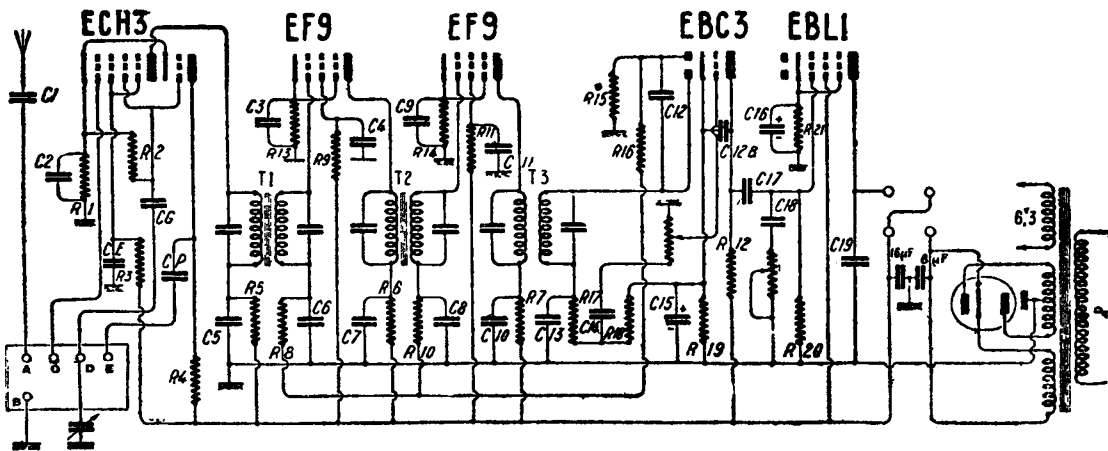 ECH3 EF9 EF9 EBC3 EBL1
C1
C2
R1
R2
CG
CE
R3
CP
R4
A G D E
B
C3
R13
R9
C4
T1
C5
R5
R8
C6
C9
R14
R11
C11
T2
T3
C7
R6
R10
C8
C10
R7
C13
R17
R15
R16
C12
C12B
C17
C18
R12
C15
R19
C16
R21
R20
C19
16µF
8µF
6,3